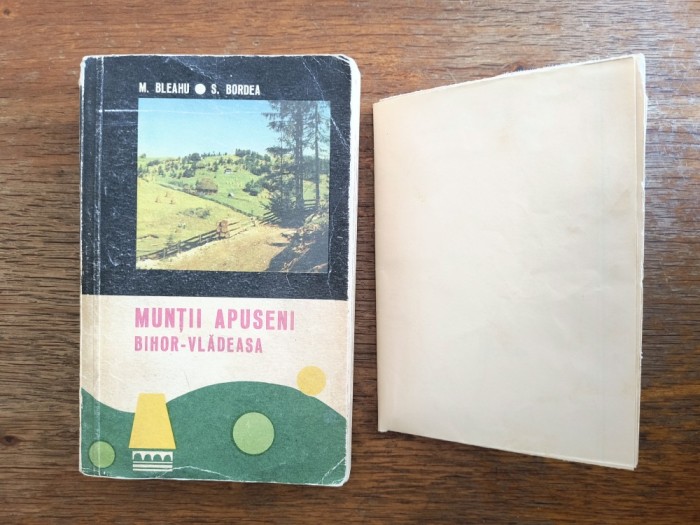 M. BLEAHU ● S. BORDEA
MUNȚII APUSENI
BIHOR-VLĂDEASA